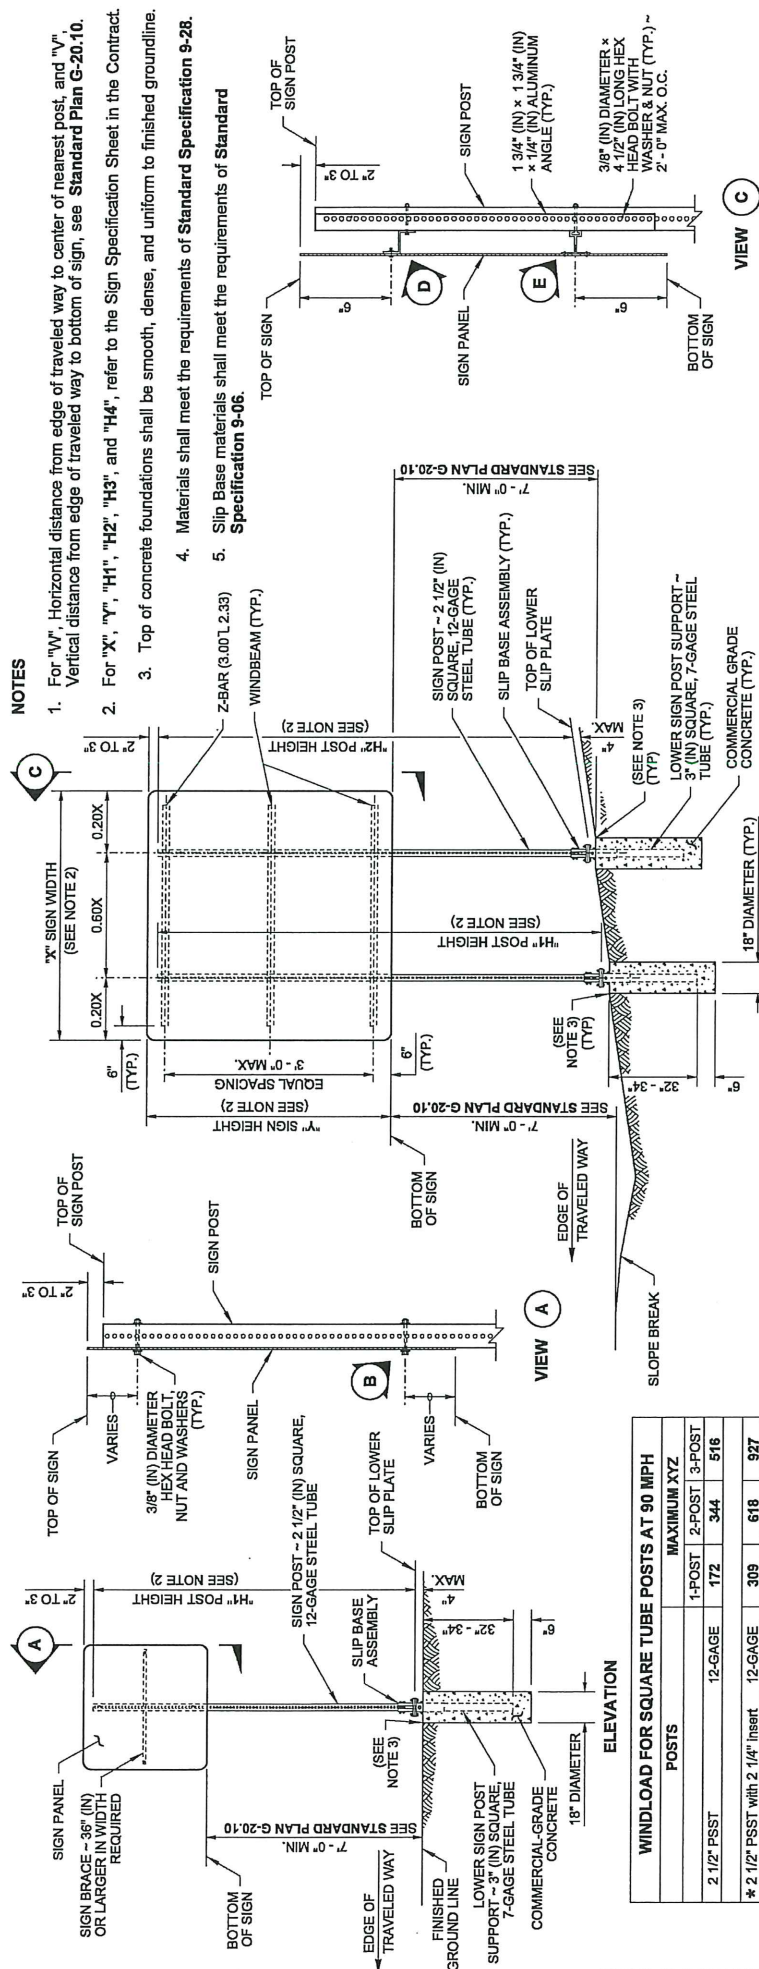 NOTES
1. For "W", Horizontal distance from edge of traveled way to center of nearest post, and "V",
Vertical distance from edge of traveled way to bottom of sign, see Standard Plan G-20.10.
2. For "X", "Y", "H1", "H2", "H3", and "H4", refer to the Sign Specification Sheet in the Contract.
3. Top of concrete foundations shall be smooth, dense, and uniform to finished groundline.
4. Materials shall meet the requirements of Standard Specification 9-28.
5. Slip Base materials shall meet the requirements of Standard
Specification 9-06.
SIGN PANEL
SIGN BRACE ~ 36" (IN)
OR LARGER IN WIDTH
REQUIRED
A
2" TO 3"
"H1" POST HEIGHT
(SEE NOTE 2)
BOTTOM
OF SIGN
7' - 0" MIN.
SEE STANDARD PLAN G-20.10
SIGN POST ~ 2 1/2" (IN) SQUARE,
12-GAGE STEEL TUBE
SLIP BASE
ASSEMBLY
TOP OF LOWER
SLIP PLATE
(SEE
NOTE 3)
4"
MAX.
EDGE OF
TRAVELED WAY
FINISHED
GROUND LINE
32" - 34"
6"
LOWER SIGN POST
SUPPORT ~ 3" (IN) SQUARE,
7-GAGE STEEL TUBE
COMMERCIAL-GRADE
CONCRETE
18" DIAMETER
ELEVATION
TOP OF SIGN
TOP OF
SIGN POST
2" TO 3"
VARIES
3/8" (IN) DIAMETER
HEX HEAD BOLT,
NUT AND WASHERS
(TYP.)
SIGN POST
SIGN PANEL
B
VARIES
BOTTOM
OF SIGN
VIEW A
"X" SIGN WIDTH
(SEE NOTE 2)
0.20X
0.60X
0.20X
C
2" TO 3"
6"
(TYP.)
Z-BAR (3.00 L 2.33)
WINDBEAM (TYP.)
"Y" SIGN HEIGHT
(SEE NOTE 2)
EQUAL SPACING
3' - 0" MAX.
6"
(TYP.)
BOTTOM
OF SIGN
"H1" POST HEIGHT
(SEE NOTE 2)
"H2" POST HEIGHT
(SEE NOTE 2)
7' - 0" MIN.
SEE STANDARD PLAN G-20.10
7' - 0" MIN.
SEE STANDARD PLAN G-20.10
SIGN POST ~ 2 1/2" (IN)
SQUARE, 12-GAGE
STEEL TUBE (TYP.)
SLIP BASE ASSEMBLY (TYP.)
TOP OF LOWER
SLIP PLATE
4"
MAX.
EDGE OF
TRAVELED WAY
SLOPE BREAK
(SEE
NOTE 3)
(TYP)
(SEE NOTE 3)
(TYP)
32" - 34"
6"
LOWER SIGN POST SUPPORT ~
3" (IN) SQUARE, 7-GAGE STEEL
TUBE (TYP.)
COMMERCIAL GRADE
CONCRETE (TYP.)
18" DIAMETER (TYP.)
TOP OF SIGN
TOP OF
SIGN POST
2" TO 3"
6"
D
SIGN PANEL
E
SIGN POST
1 3/4" (IN) × 1 3/4" (IN)
× 1/4" (IN) ALUMINUM
ANGLE (TYP.)
3/8" (IN) DIAMETER ×
4 1/2" (IN) LONG HEX
HEAD BOLT WITH
WASHER & NUT (TYP.) ~
2' - 0" MAX. O.C.
6"
BOTTOM
OF SIGN
VIEW C
WINDLOAD FOR SQUARE TUBE POSTS AT 90 MPH
POSTS MAXIMUM XYZ
1-POST 2-POST 3-POST
2 1/2" PSST 12-GAGE 172 344 516
* 2 1/2" PSST with 2 1/4" insert 12-GAGE 309 618 927